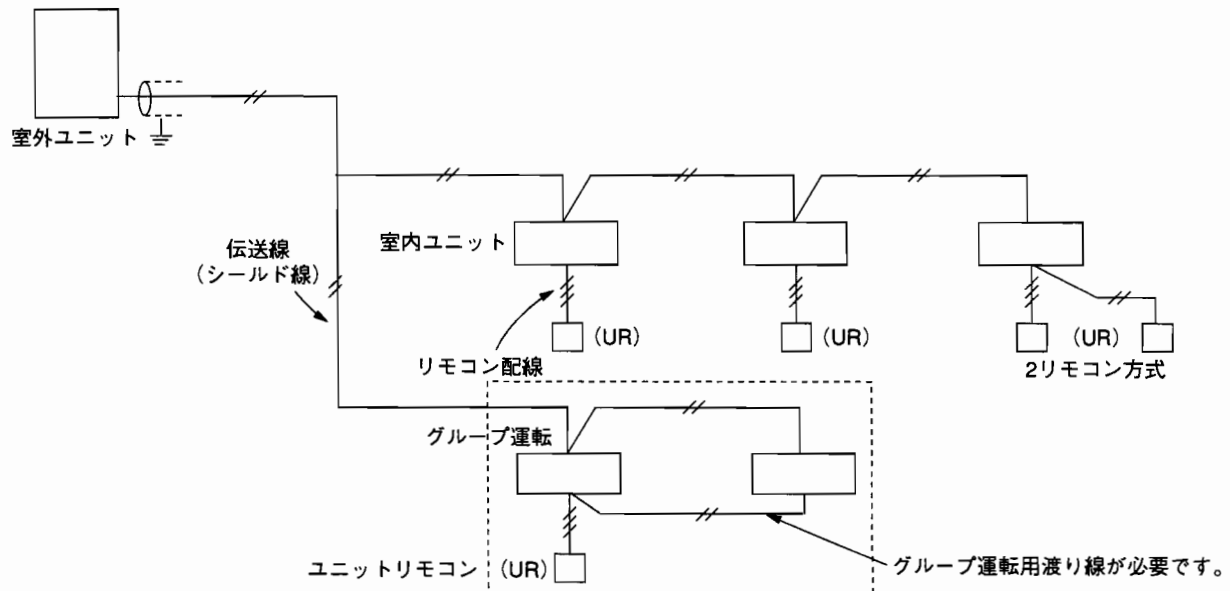 室外ユニット
伝送線
（シールド線）
室内ユニット
(UR)
(UR)
(UR)
2リモコン方式
リモコン配線
グループ運転
ユニットリモコン (UR)
グループ運転用渡り線が必要です。